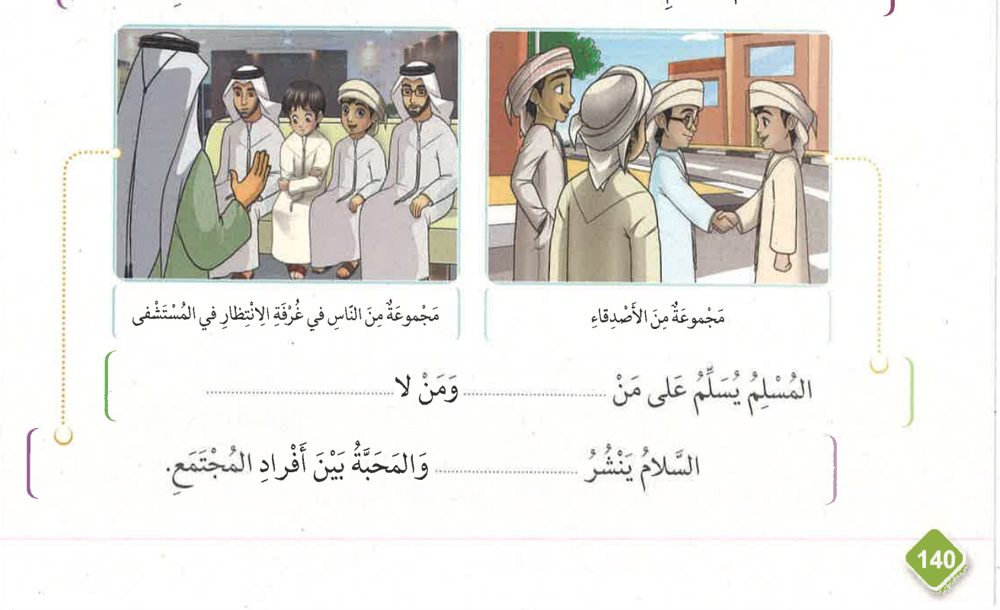 مَجْموعَةٌ مِنَ الأَصْدِقاءِ
مَجْموعَةٌ مِنَ النّاسِ في غُرْفَةِ الِانْتِظارِ في المُسْتَشْفى
المُسْلِمُ يُسَلِّمُ عَلى مَنْ ........................ وَمَنْ لا ........................
السَّلامُ يَنْشُرُ ........................ وَالمَحَبَّةُ بَيْنَ أَفْرادِ المُجْتَمَعِ.
140